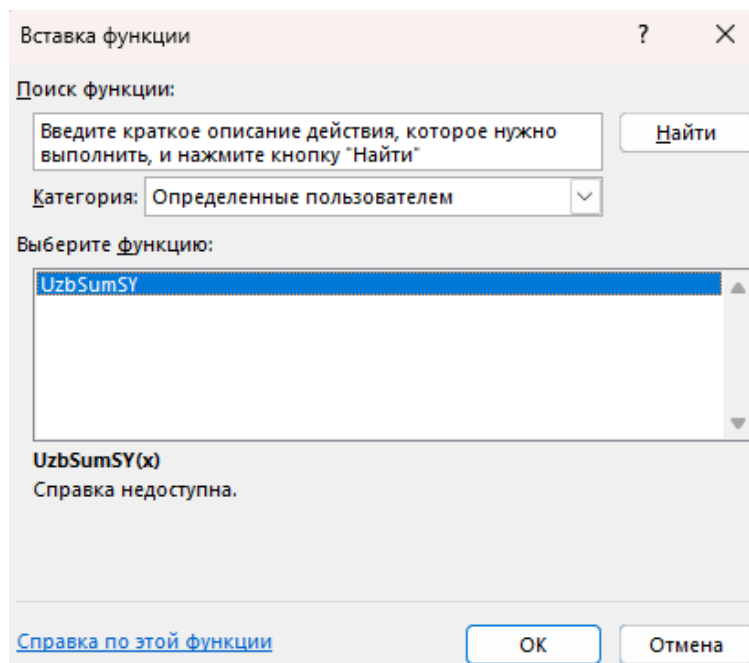 Вставка функции
Поиск функции:
Введите краткое описание действия, которое нужно
выполнить, и нажмите кнопку "Найти"
Найти
Категория: Определенные пользователем
Выберите функцию:
UzbSumSY
UzbSumSY(x)
Справка недоступна.
Справка по этой функции
ОК
Отмена